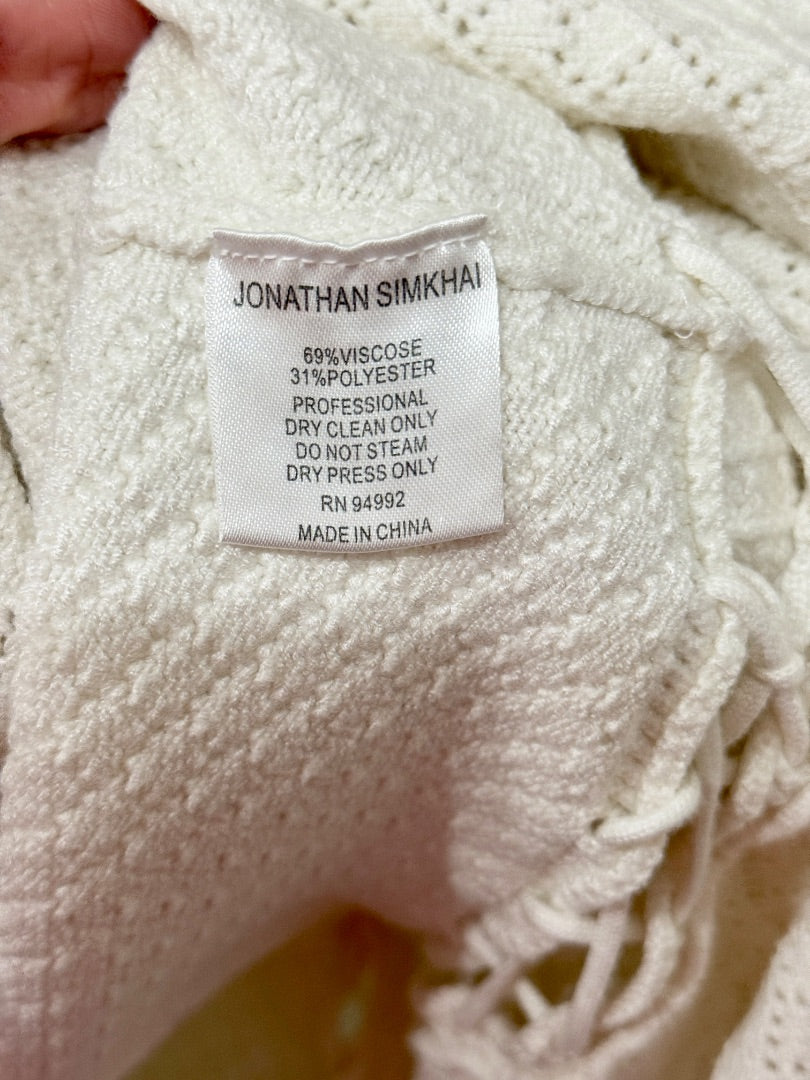 JONATHAN SIMKHAI
69%VISCOSE
31%POLYESTER
PROFESSIONAL
DRY CLEAN ONLY
DO NOT STEAM
DRY PRESS ONLY
RN 94992
MADE IN CHINA